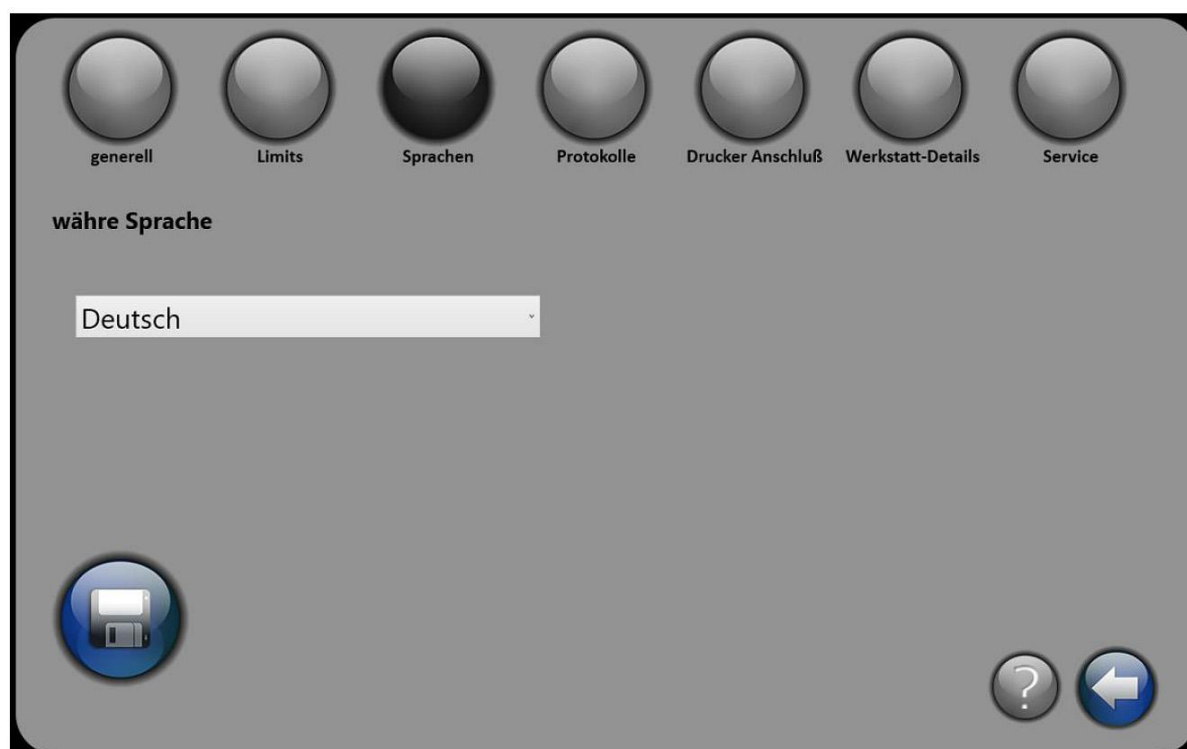 generell Limits Sprachen Protokolle Drucker Anschluß Werkstatt-Details Service
währe Sprache
Deutsch
?